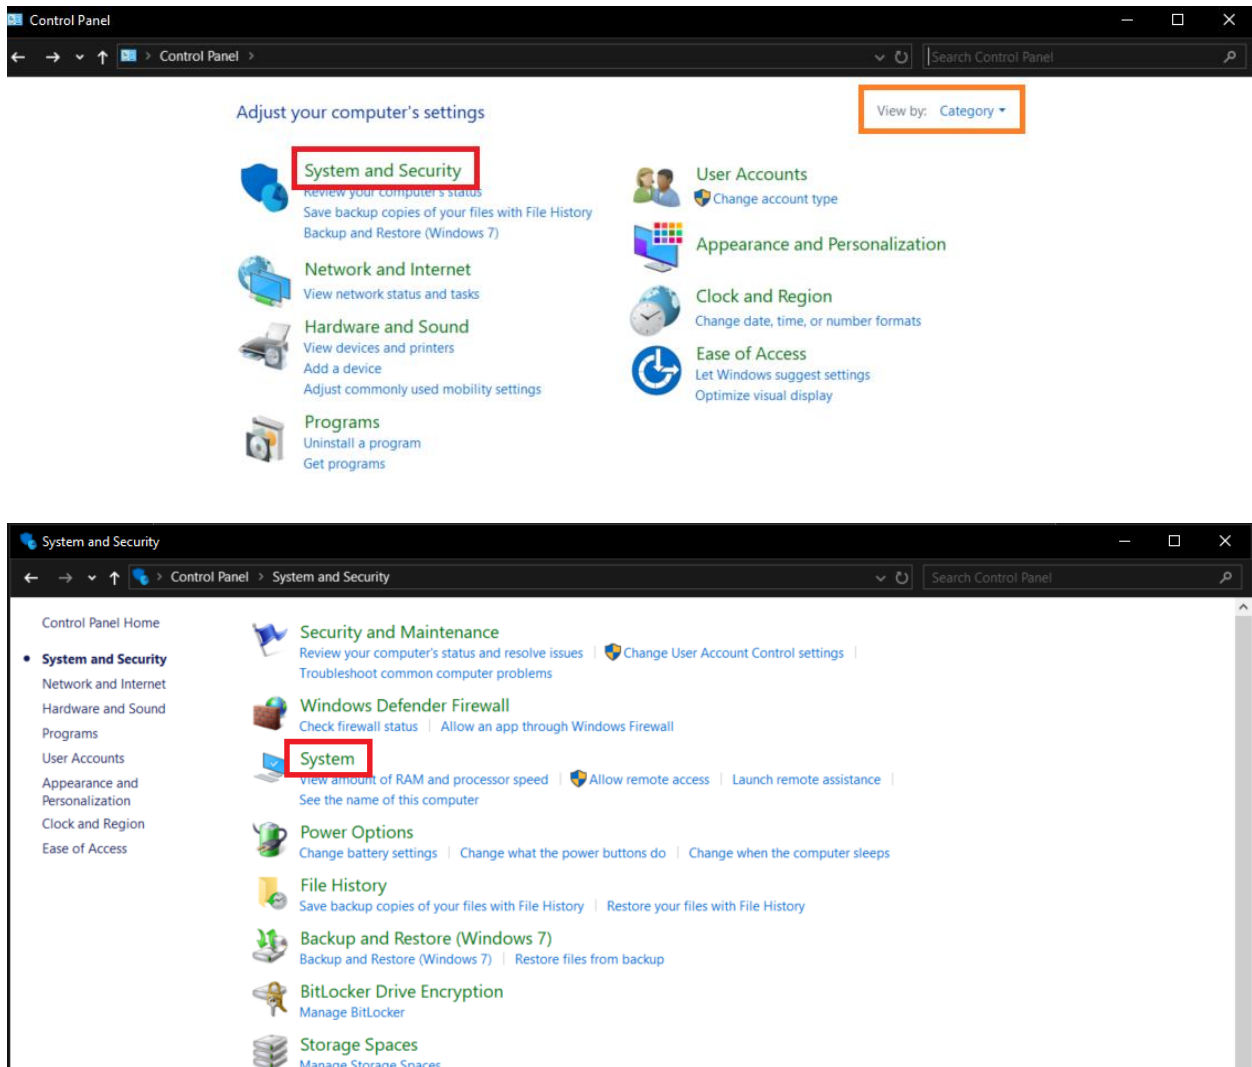 Control Panel
Control Panel
Search Control Panel
Adjust your computer's settings
View by: Category
System and Security
Review your computer's status
Save backup copies of your files with File History
Backup and Restore (Windows 7)
Network and Internet
View network status and tasks
Hardware and Sound
View devices and printers
Add a device
Adjust commonly used mobility settings
Programs
Uninstall a program
Get programs
User Accounts
Change account type
Appearance and Personalization
Clock and Region
Change date, time, or number formats
Ease of Access
Let Windows suggest settings
Optimize visual display
System and Security
Control Panel > System and Security
Search Control Panel
Control Panel Home
System and Security
Network and Internet
Hardware and Sound
Programs
User Accounts
Appearance and
Personalization
Clock and Region
Ease of Access
Security and Maintenance
Review your computer's status and resolve issues | Change User Account Control settings
Troubleshoot common computer problems
Windows Defender Firewall
Check firewall status | Allow an app through Windows Firewall
System
View amount of RAM and processor speed | Allow remote access | Launch remote assistance
See the name of this computer
Power Options
Change battery settings | Change what the power buttons do | Change when the computer sleeps
File History
Save backup copies of your files with File History | Restore your files with File History
Backup and Restore (Windows 7)
Backup and Restore (Windows 7) | Restore files from backup
BitLocker Drive Encryption
Manage BitLocker
Storage Spaces
Manage Storage Spaces